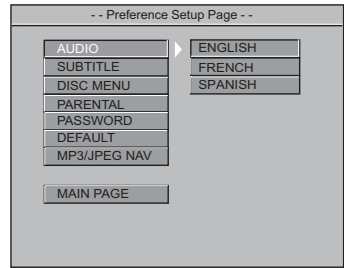 - - Preference Setup Page - -
AUDIO
SUBTITLE
DISC MENU
PARENTAL
PASSWORD
DEFAULT
MP3/JPEG NAV
MAIN PAGE
ENGLISH
FRENCH
SPANISH